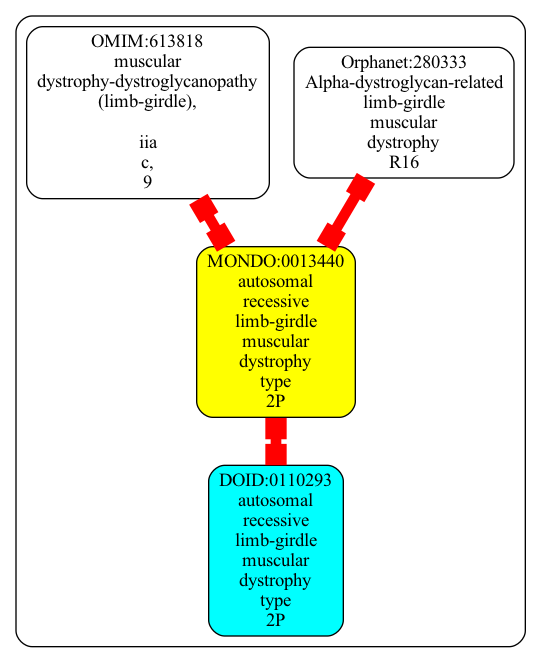 OMIM:613818
muscular
dystrophy-dystroglycanopathy
(limb-girdle),
iia
c,
9
Orphanet:280333
Alpha-dystroglycan-related
limb-girdle
muscular
dystrophy
R16
MONDO:0013440
autosomal
recessive
limb-girdle
muscular
dystrophy
type
2P
DOID:0110293
autosomal
recessive
limb-girdle
muscular
dystrophy
type
2P